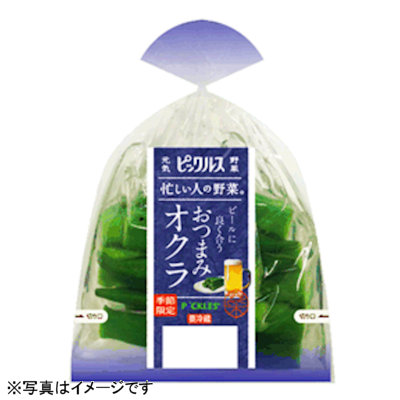 元気 ピックルス 野菜
忙しい人の野菜。
ビールに
良く合う
おつまみ
オクラ
季節
限定
PICKLES
要冷蔵
切り口
切り口
※写真はイメージです